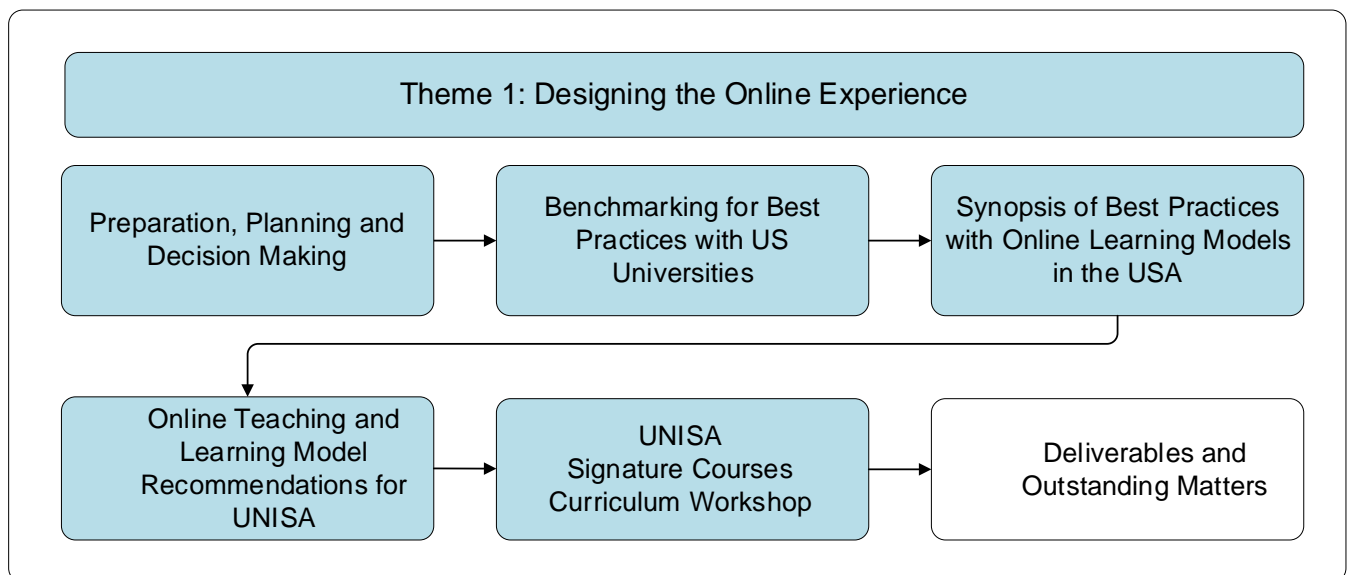 Theme 1: Designing the Online Experience
Preparation, Planning and
Decision Making
Benchmarking for Best
Practices with US
Universities
Synopsis of Best Practices
with Online Learning Models
in the USA
Online Teaching and
Learning Model
Recommendations for
UNISA
UNISA
Signature Courses
Curriculum Workshop
Deliverables and
Outstanding Matters